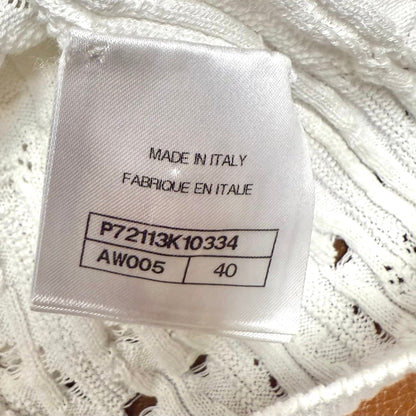 MADE IN ITALY
FABRIQUE EN ITALIE
P72113K10334
AW005 40